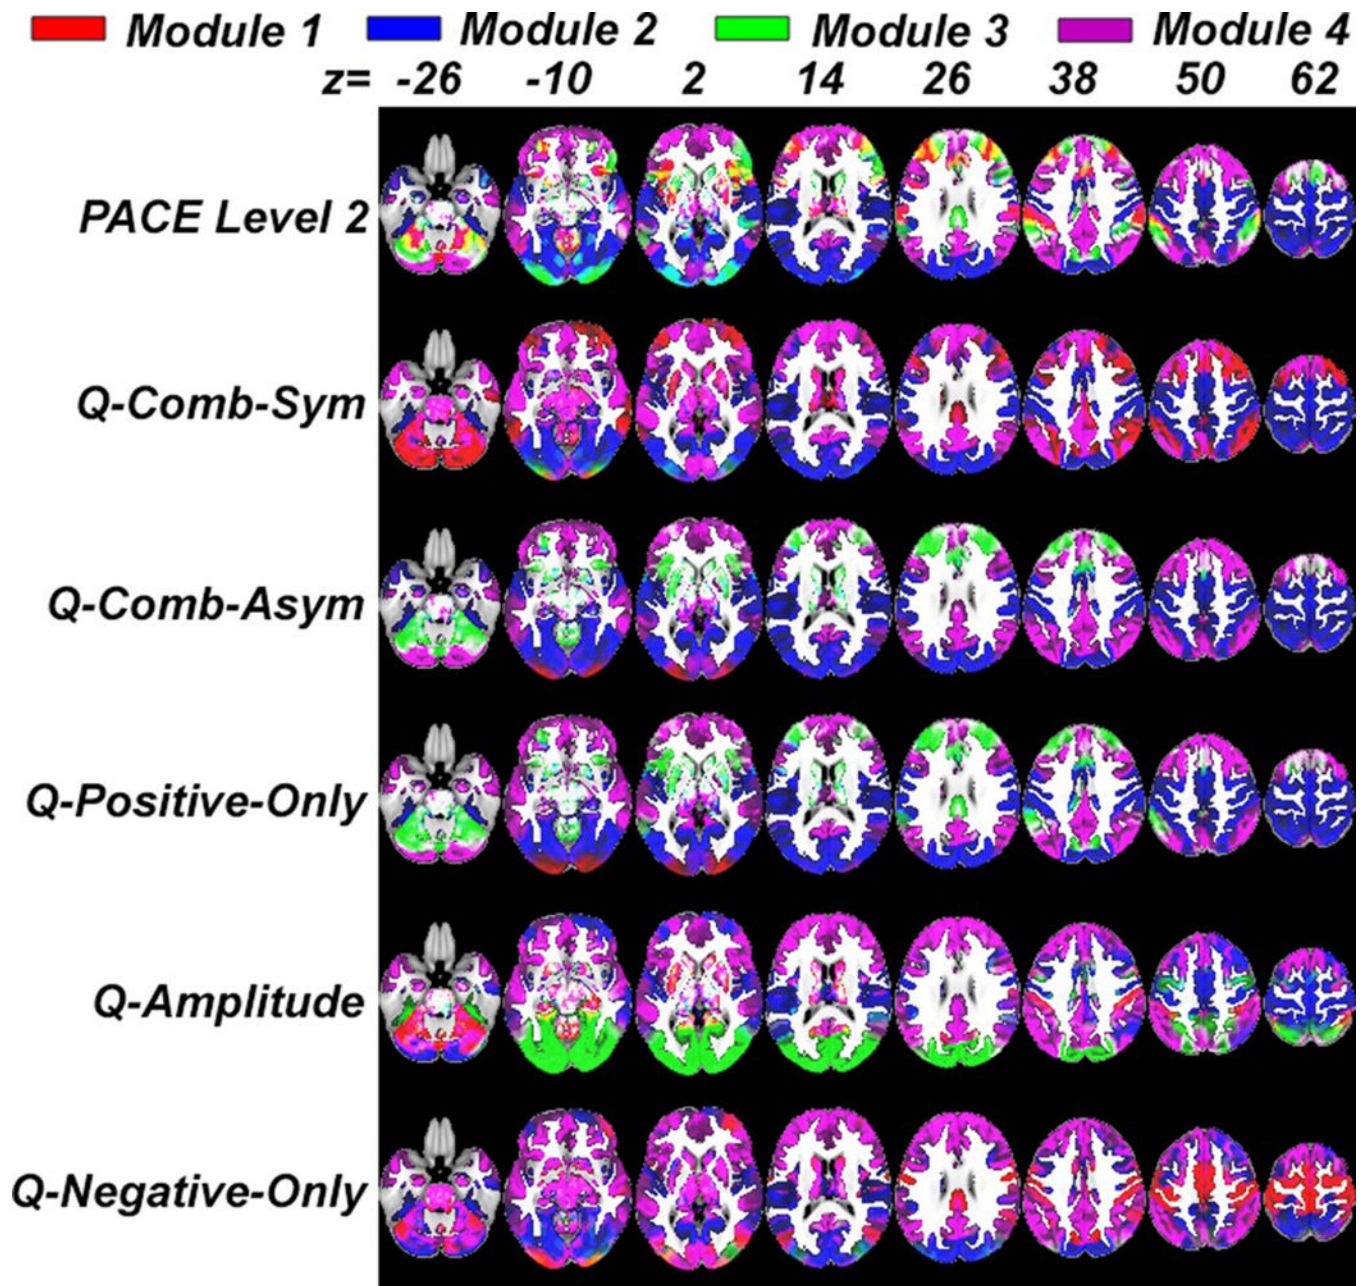 Module 1 Module 2 Module 3 Module 4
z= -26 -10 2 14 26 38 50 62
PACE Level 2
Q-Comb-Sym
Q-Comb-Asym
Q-Positive-Only
Q-Amplitude
Q-Negative-Only